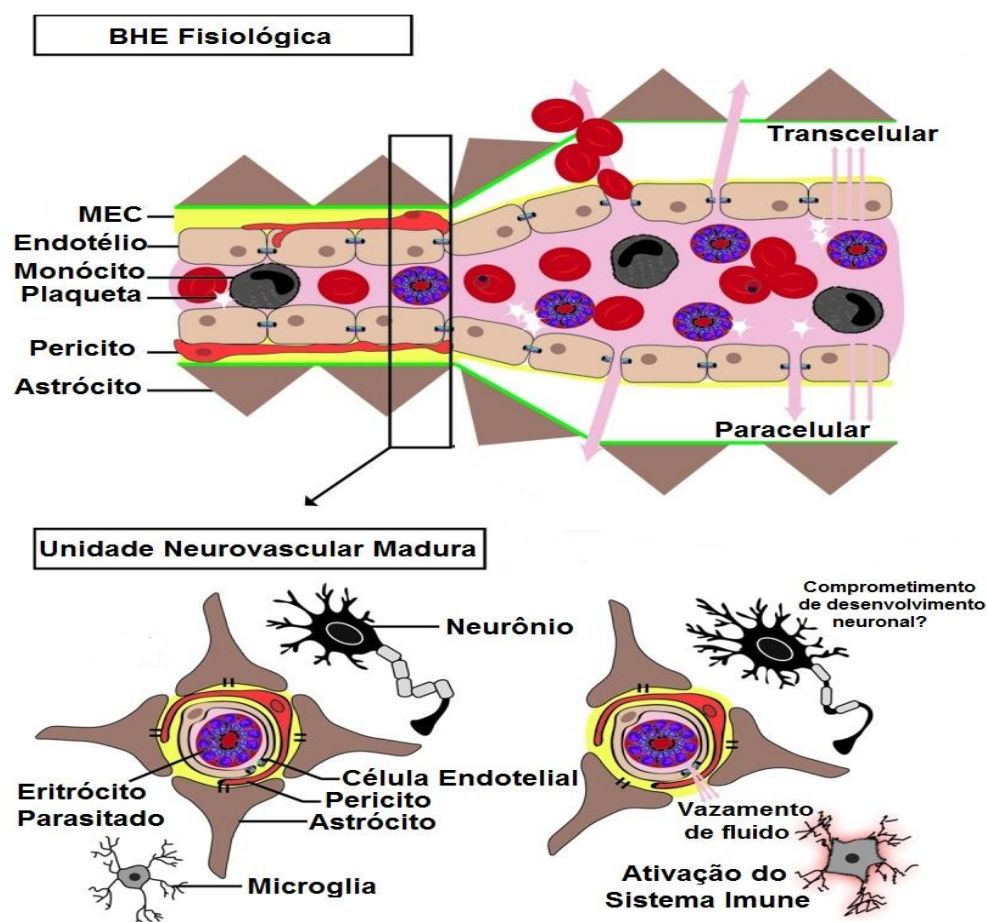 BHE Fisiológica
Transcelular
MEC
Endotélio
Monócito
Plaqueta
Pericito
Astrócito
Paracelular
Unidade Neurovascular Madura
Neurônio
Comprometimento
de desenvolvimento
neuronal?
Eritrócito
Parasitado
Célula Endotelial
Pericito
Astrócito
Microglia
Vazamento
de fluido
Ativação do
Sistema Imune